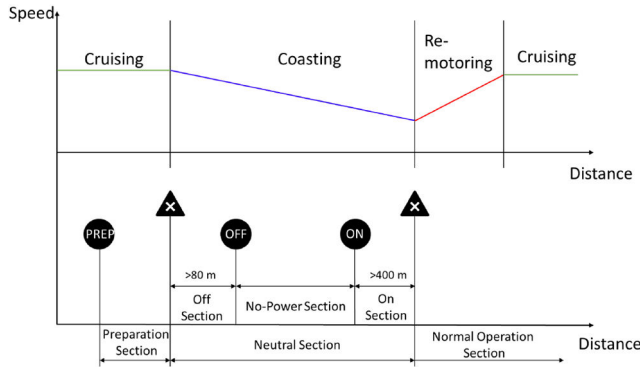 Speed
Cruising
Coasting
Re-
motoring
Cruising
Distance
PREP
OFF
ON
>80 m
>400 m
Off
Section
No-Power Section
On
Section
Distance
Preparation
Section
Neutral Section
Normal Operation
Section